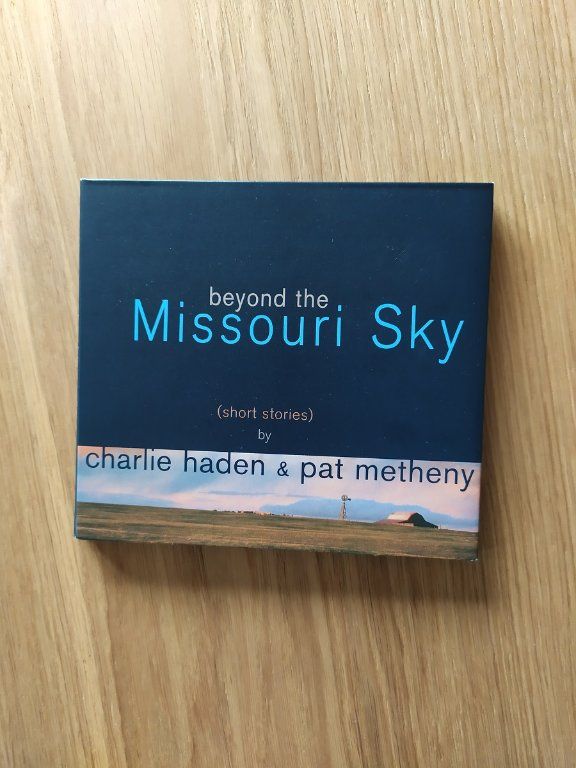 beyond the
Missouri Sky
(short stories)
by
charlie haden & pat metheny